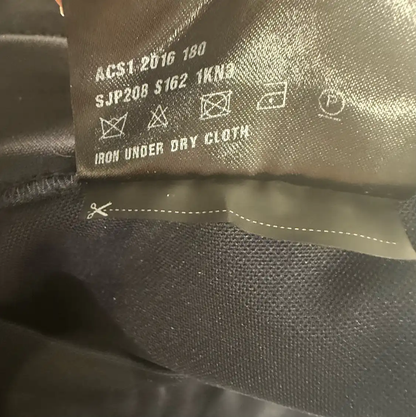 ACS1 2016 180
SJP208 S162 1KN3
P
IRON UNDER DRY CLOTH